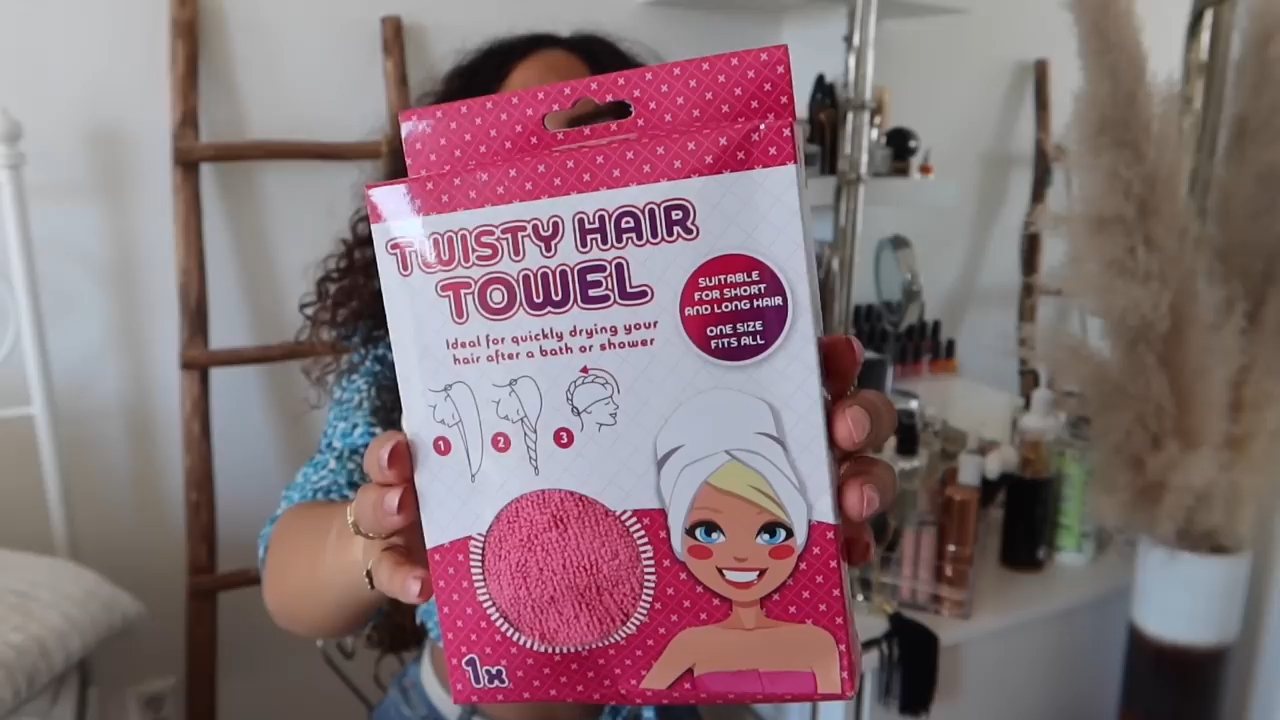 TWISTY HAIR
TOWEL
Ideal for quickly drying your
hair after a bath or shower
SUITABLE
FOR SHORT
AND LONG HAIR
ONE SIZE
FITS ALL
1
2
3
1x